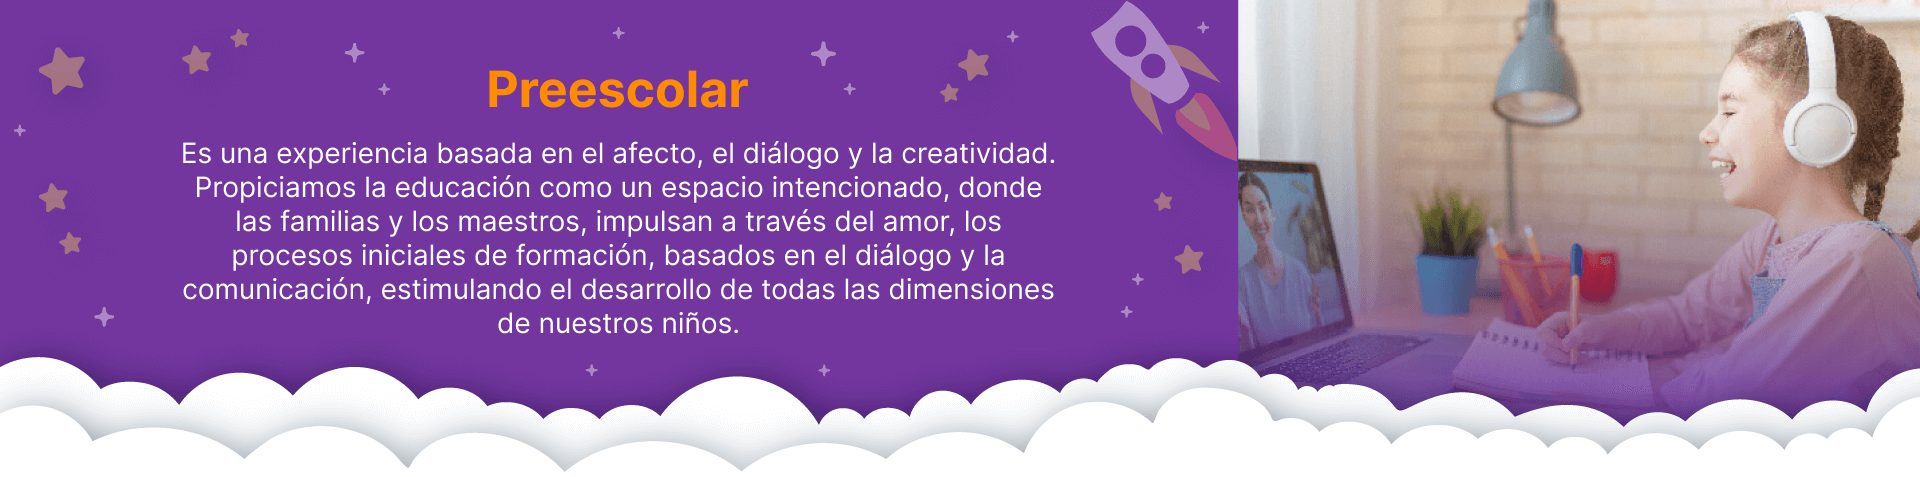 Preescolar
Es una experiencia basada en el afecto, el diálogo y la creatividad.
Propiciamos la educación como un espacio intencionado, donde
las familias y los maestros, impulsan a través del amor, los
procesos iniciales de formación, basados en el diálogo y la
comunicación, estimulando el desarrollo de todas las dimensiones
de nuestros niños.